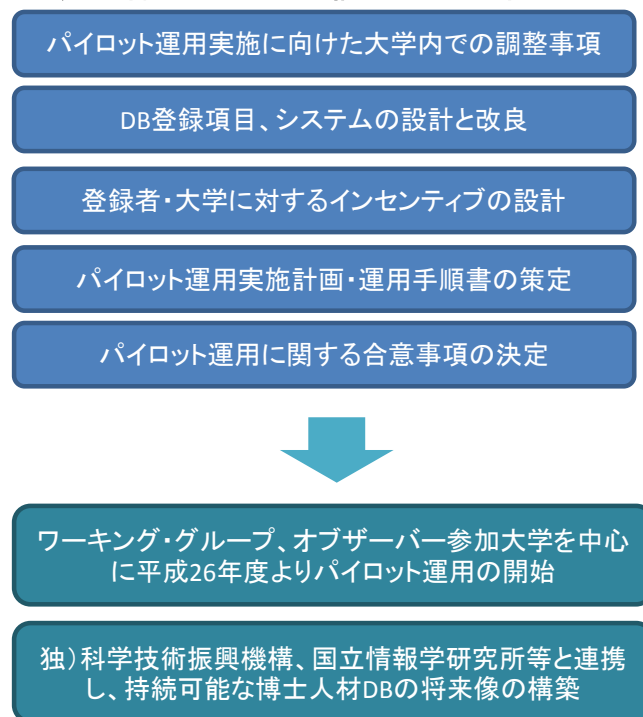 パイロット運用実施に向けた大学内での調整事項
DB登録項目、システムの設計と改良
登録者・大学に対するインセンティブの設計
パイロット運用実施計画・運用手順書の策定
パイロット運用に関する合意事項の決定
ワーキング・グループ、オブザーバー参加大学を中心
に平成26年度よりパイロット運用の開始
独）科学技術振興機構、国立情報学研究所等と連携
し、持続可能な博士人材DBの将来像の構築